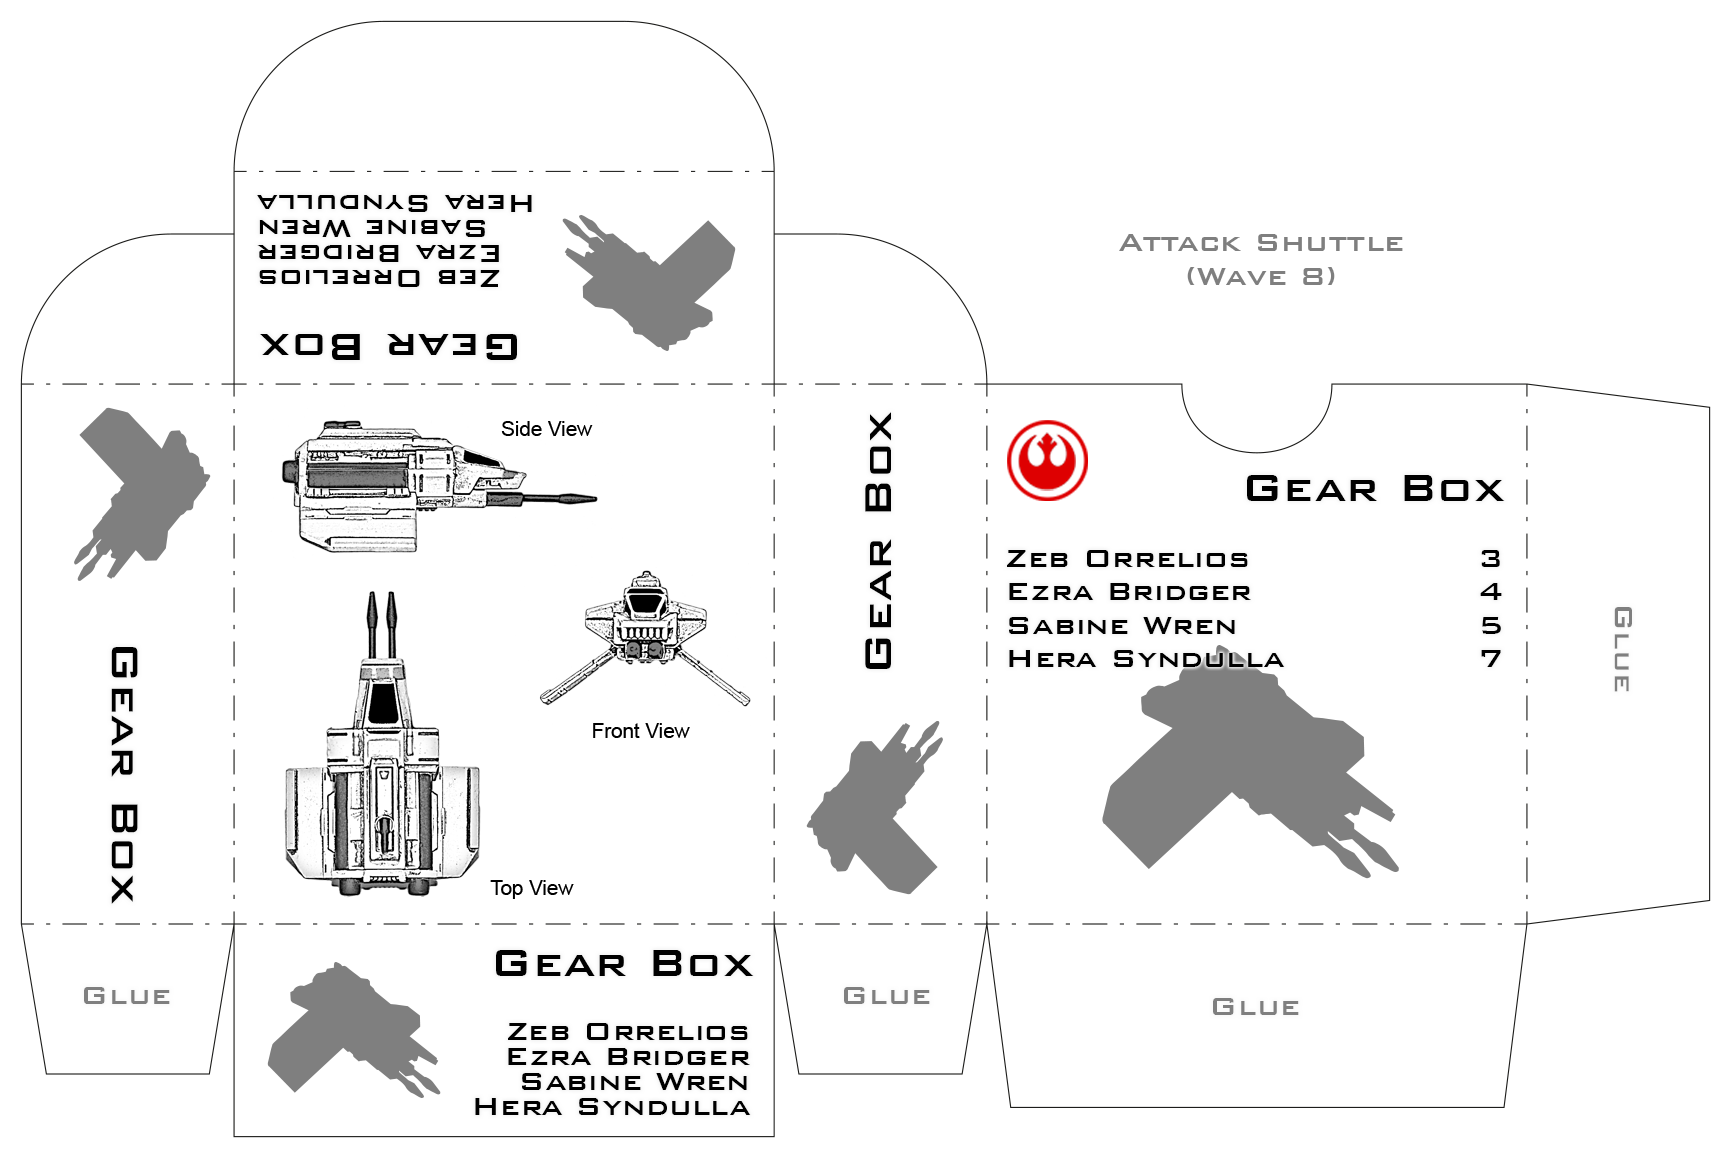 Hera Syndulla
Sabine Wren
Ezra Bridger
Zeb Orrelios
Gear Box
Attack Shuttle
(Wave 8)
Gear Box
Side View
Front View
Top View
Gear Box
Gear Box
Zeb Orrelios 3
Ezra Bridger 4
Sabine Wren 5
Hera Syndulla 7
Glue
Glue
Gear Box
Zeb Orrelios
Ezra Bridger
Sabine Wren
Hera Syndulla
Glue
Glue